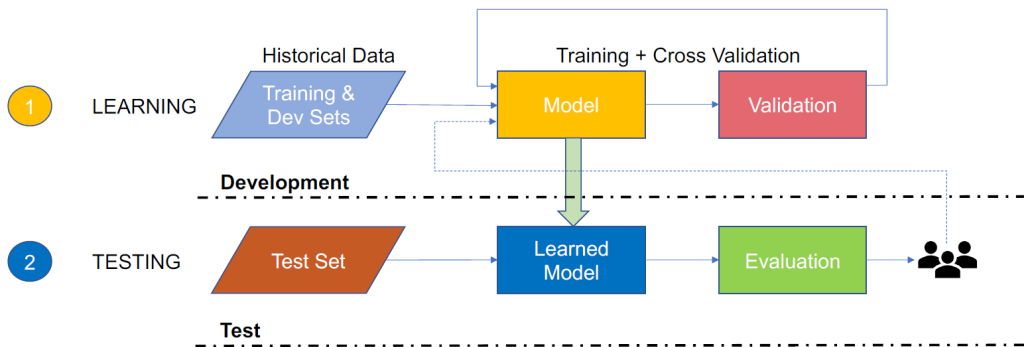 Historical Data
Training + Cross Validation
1
LEARNING
Training &
Dev Sets
Model
Validation
Development
2
TESTING
Test Set
Learned
Model
Evaluation
Test